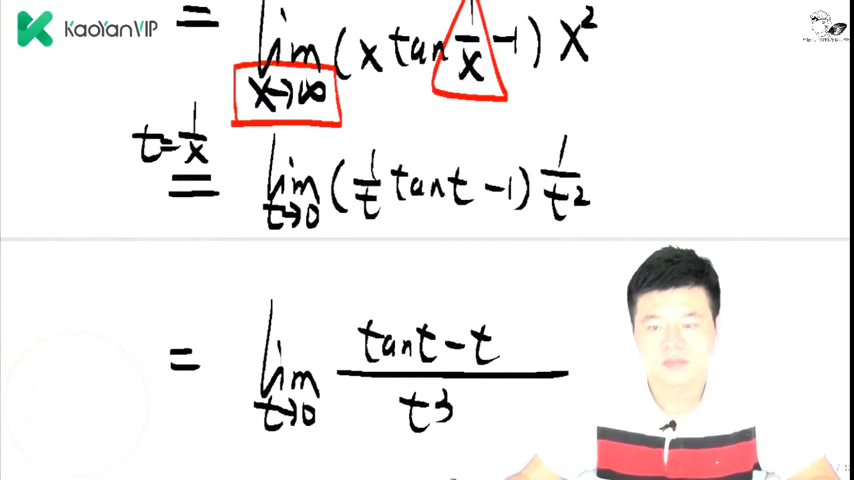 KaoYanVIP
= lim x→∞ (x tan 1/x -1) x²
t=1/x
= lim t→0 (1/t tan t -1) 1/t²
= lim t→0 (tan t - t)/t³